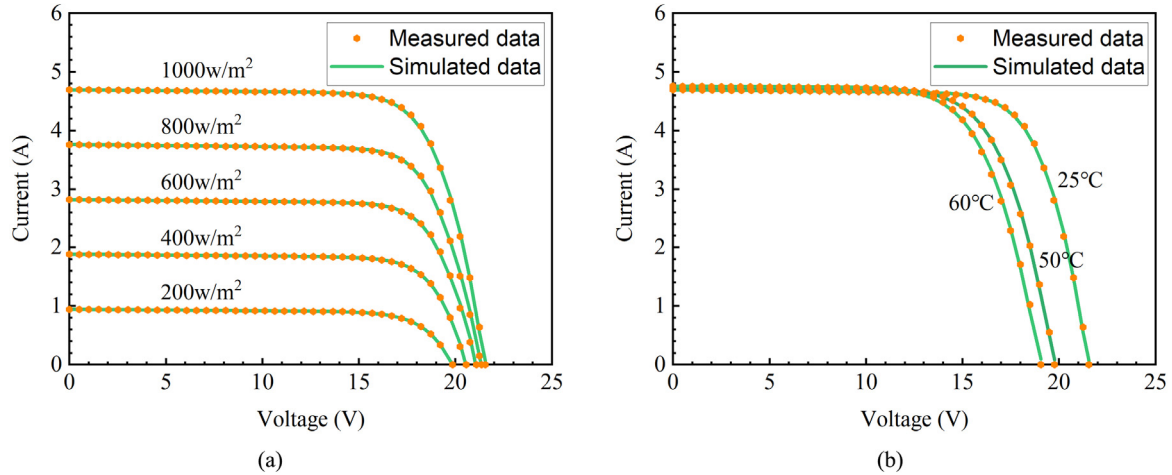 6
5
4
3
2
1
0
Current (A)
Measured data
Simulated data
1000w/m²
800w/m²
600w/m²
400w/m²
200w/m²
0
5
10
15
20
25
Voltage (V)
(a)
6
5
4
3
2
1
0
Current (A)
Measured data
Simulated data
25℃
60℃
50℃
0
5
10
15
20
25
Voltage (V)
(b)